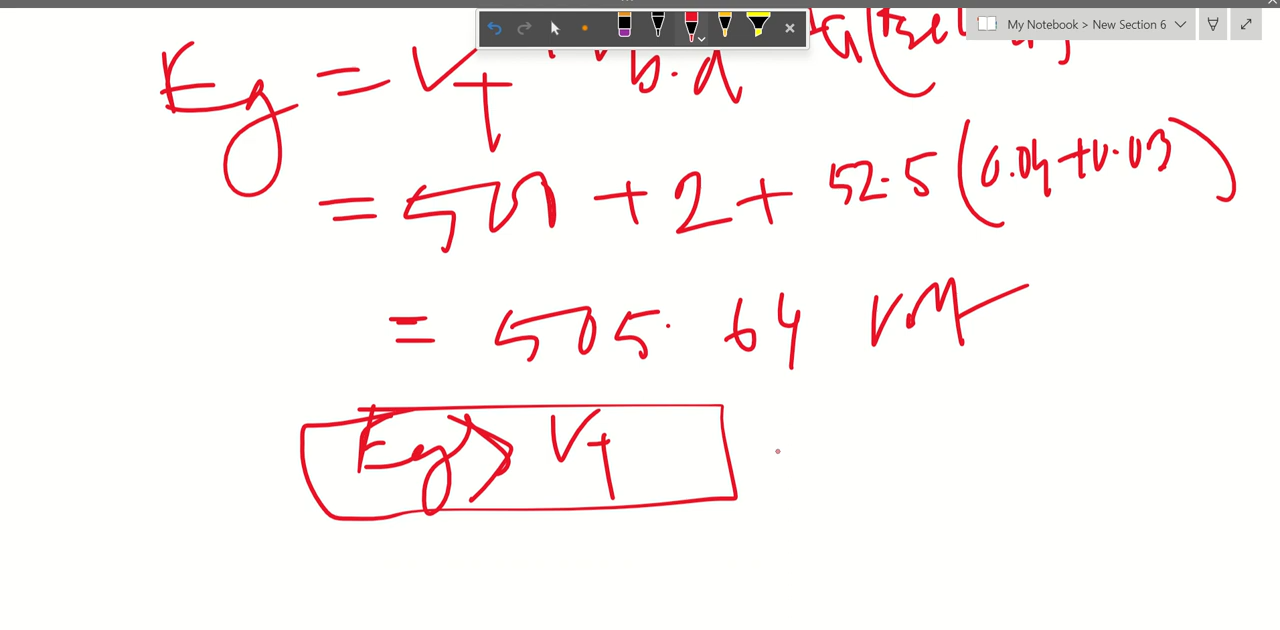 My Notebook > New Section 6
Eg = VT + Vb.d
= 500 + 2 + 52.5 (0.04+0.03)
= 505.64
Eg > VT